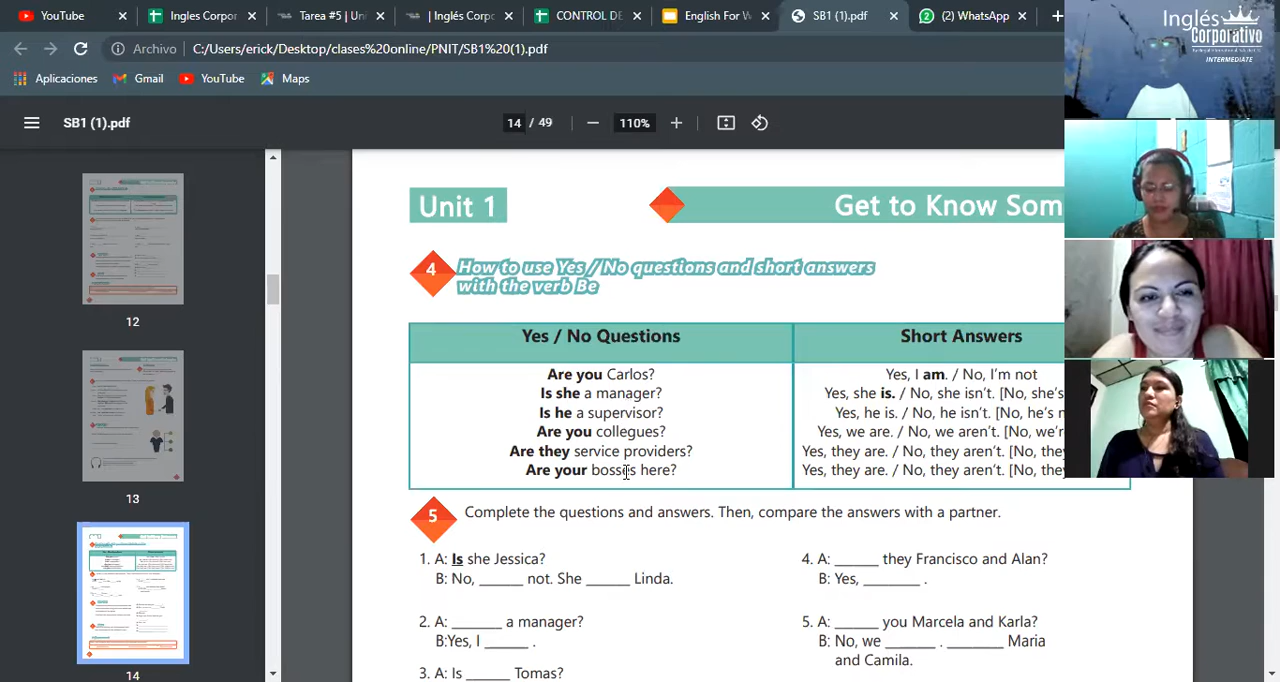 YouTube
Ingles Corpor
Tarea #5 | Un
| Inglés Corpo
CONTROL DE
English For W
SB1 (1).pdf
(2) WhatsApp
Archivo
C:/Users/erick/Desktop/clases%20online/PNIT/SB1%20(1).pdf
Aplicaciones
Gmail
YouTube
Maps
SB1 (1).pdf
14 / 49
110%
12
13
14
Unit 1
Get to Know Som
4
How to use Yes / No questions and short answers
with the verb Be
Yes / No Questions
Short Answers
Are you Carlos?
Yes, I am. / No, I'm not
Is she a manager?
Yes, she is. / No, she isn't. [No, she's
Is he a supervisor?
Yes, he is. / No, he isn't. [No, he's n
Are you collegues?
Yes, we are. / No, we aren't. [No, we'r
Are they service providers?
Yes, they are. / No, they aren't. [No, the
Are your bosses here?
Yes, they are. / No, they aren't. [No, the
5
Complete the questions and answers. Then, compare the answers with a partner.
1. A: Is she Jessica?
B: No, ______ not. She ______ Linda.
2. A: _______ a manager?
B:Yes, I ______ .
3. A: Is ______ Tomas?
4. A: ______ they Francisco and Alan?
B: Yes, ________ .
5. A: ______ you Marcela and Karla?
B: No, we _______ . ________ Maria
and Camila.
Inglés
Corporativo
INTERMEDIATE